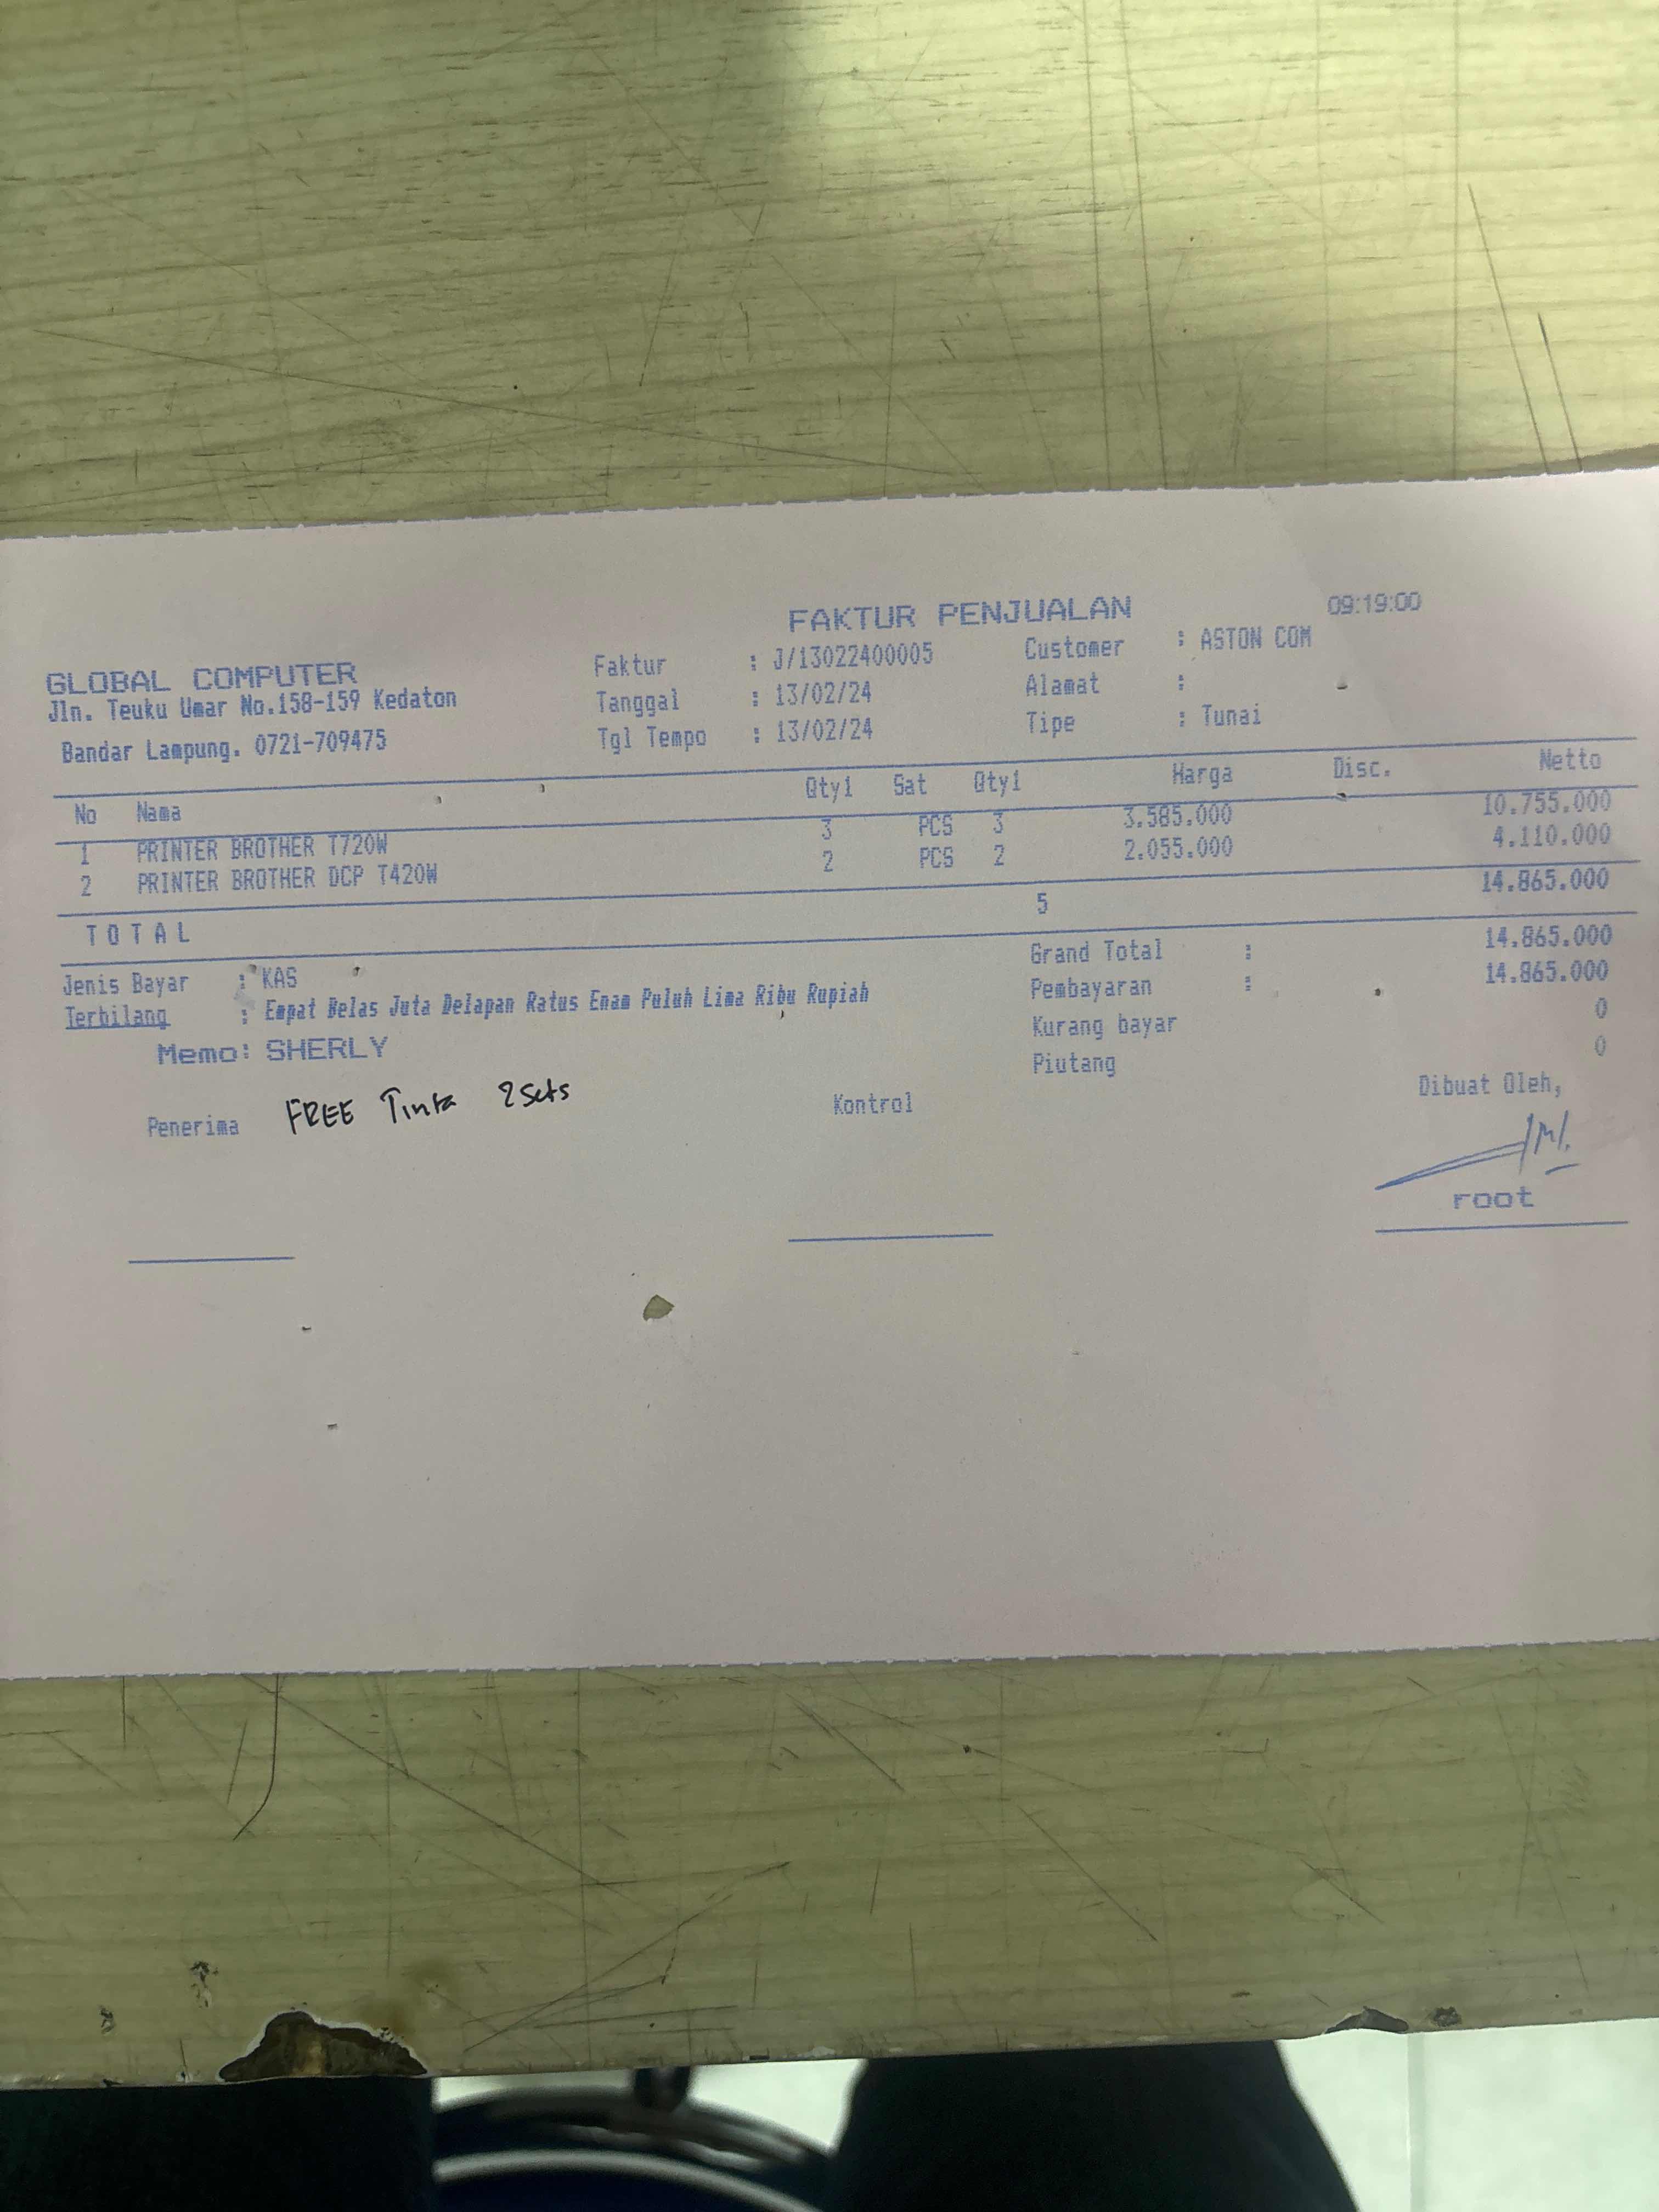 FAKTUR PENJUALAN 09:19:00
GLOBAL COMPUTER Faktur : J/13022400005 Customer : ASTON COM
Jln. Teuku Umar No.158-159 Kedaton Tanggal : 13/02/24 Alamat :
Bandar Lampung. 0721-709475 Tgl Tempo : 13/02/24 Tipe : Tunai
No Nama Qty1 Sat Qty1 Harga Disc. Netto
1 PRINTER BROTHER T720W 3 PCS 3 3.585.000 10.755.000
2 PRINTER BROTHER DCP T420W 2 PCS 2 2.055.000 4.110.000
TOTAL 5 14.865.000
Jenis Bayar : KAS Grand Total : 14.865.000
Terbilang : Empat Belas Juta Delapan Ratus Enam Puluh Lima Ribu Rupiah Pembayaran : 14.865.000
Memo: SHERLY Kurang bayar 0
Piutang 0
Penerima FREE Tinta 2 Sets Kontrol Dibuat Oleh,
root